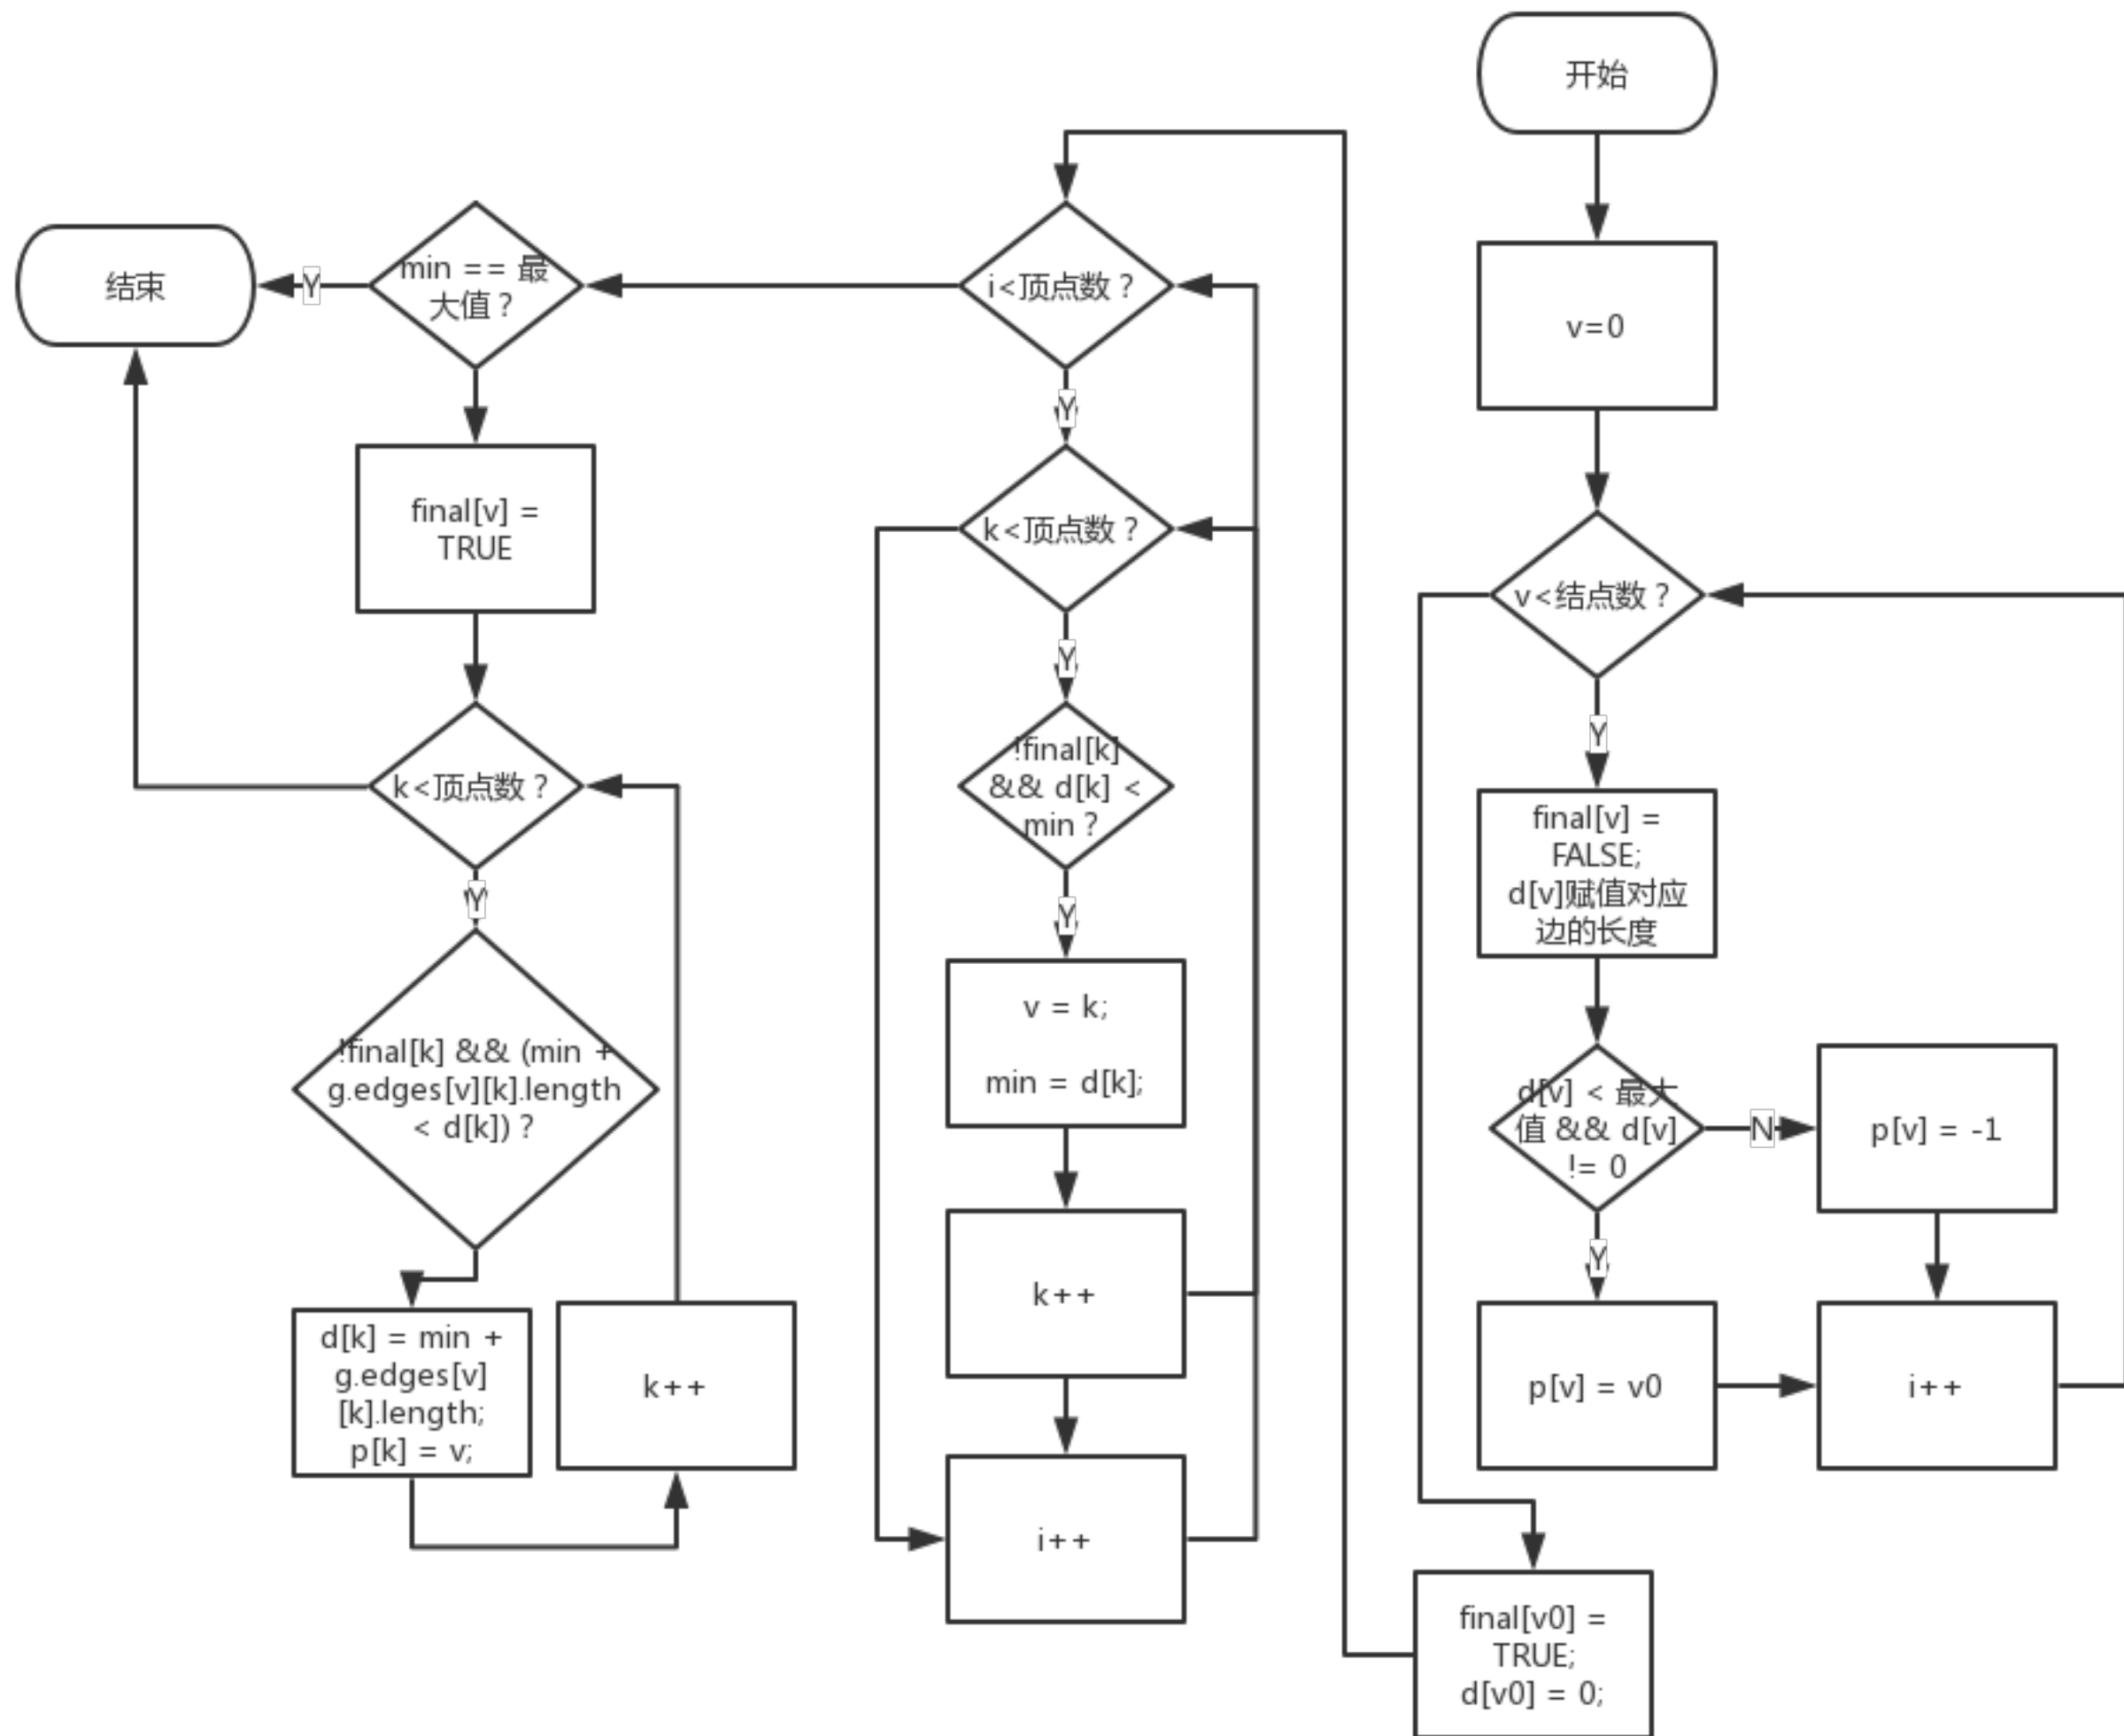 开始
v=0
v<结点数？
Y
final[v] =
FALSE;
d[v]赋值对应
边的长度
d[v] < 最大
值 && d[v]
!= 0
N
p[v] = -1
Y
p[v] = v0
i++
final[v0] =
TRUE;
d[v0] = 0;
i<顶点数？
Y
k<顶点数？
Y
!final[k]
&& d[k] <
min？
Y
v = k;
min = d[k];
k++
i++
min == 最
大值？
Y
结束
final[v] =
TRUE
k<顶点数？
Y
!final[k] && (min +
g.edges[v][k].length
< d[k])？
d[k] = min +
g.edges[v]
[k].length;
p[k] = v;
k++